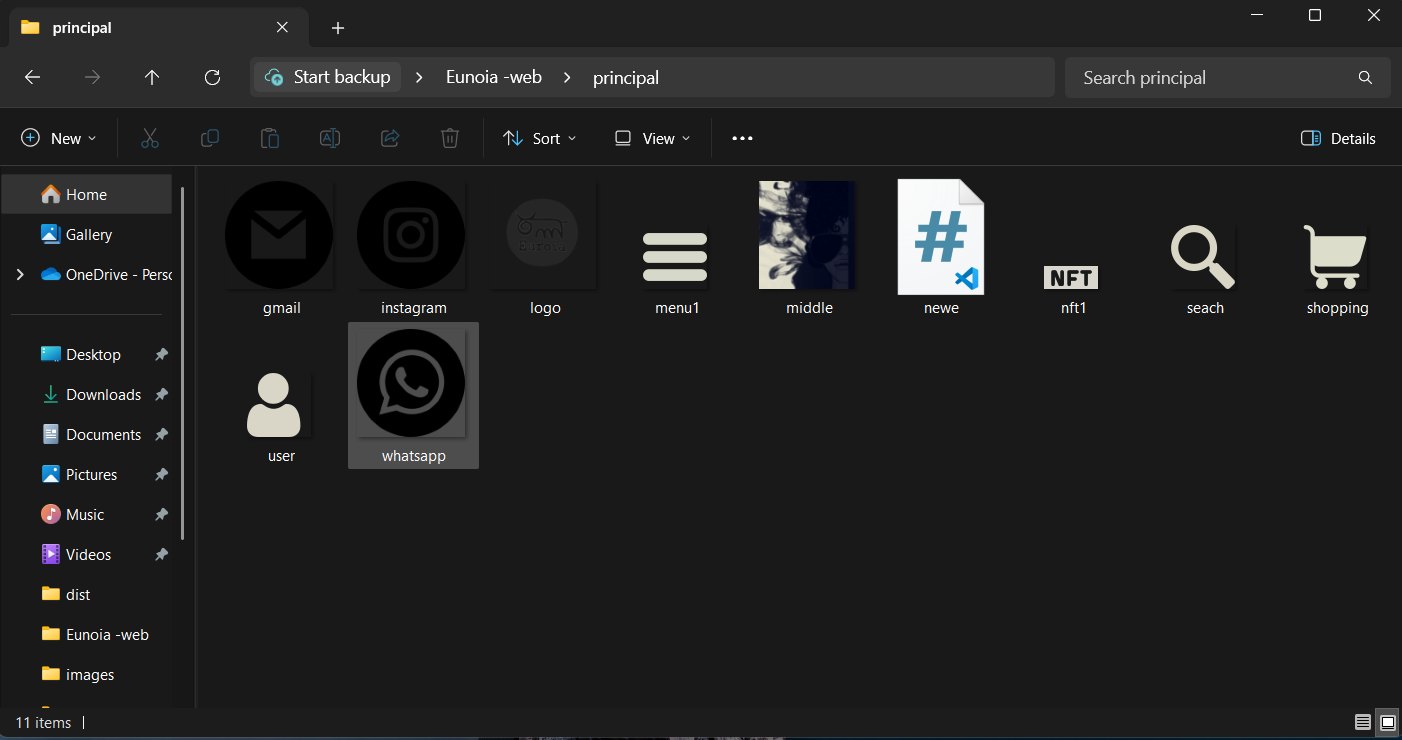 principal
Start backup > Eunoia -web > principal
Search principal
New
Sort
View
Details
Home
Gallery
OneDrive - Persc
Desktop
Downloads
Documents
Pictures
Music
Videos
dist
Eunoia -web
images
gmail
instagram
logo
menu1
middle
#
newe
NFT
nft1
seach
shopping
user
whatsapp
11 items